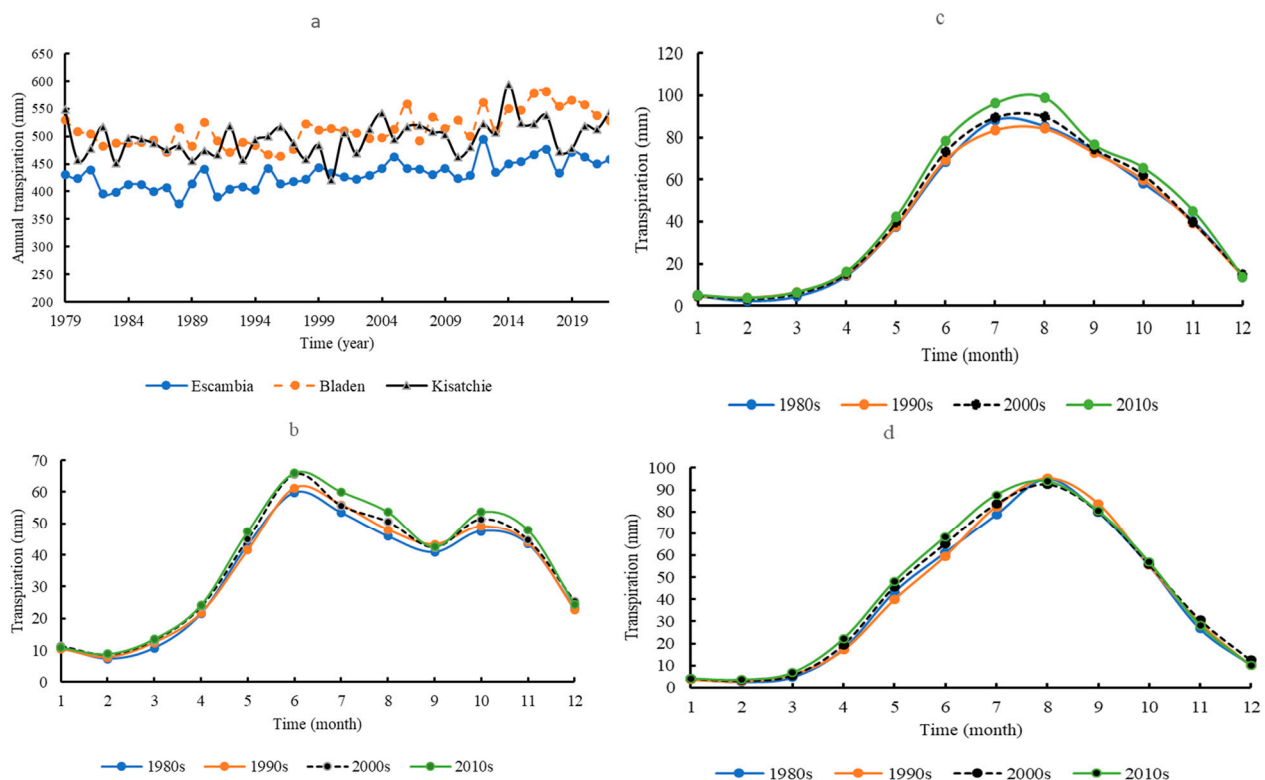 a
Annual transpiration (mm)
650
600
550
500
450
400
350
300
250
200
1979 1984 1989 1994 1999 2004 2009 2014 2019
Time (year)
Escambia Bladen Kisatchie
c
Transpiration (mm)
120
100
80
60
40
20
0
1 2 3 4 5 6 7 8 9 10 11 12
Time (month)
1980s 1990s 2000s 2010s
b
Transpiration (mm)
70
60
50
40
30
20
10
0
1 2 3 4 5 6 7 8 9 10 11 12
Time (month)
1980s 1990s 2000s 2010s
d
Transpiration (mm)
100
90
80
70
60
50
40
30
20
10
0
1 2 3 4 5 6 7 8 9 10 11 12
Time (month)
1980s 1990s 2000s 2010s